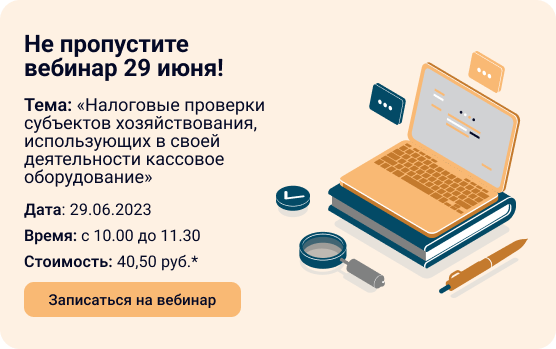 Не пропустите
вебинар 29 июня!
Тема: «Налоговые проверки
субъектов хозяйствования,
использующих в своей
деятельности кассовое
оборудование»
Дата: 29.06.2023
Время: с 10.00 до 11.30
Стоимость: 40,50 руб.*
Записаться на вебинар